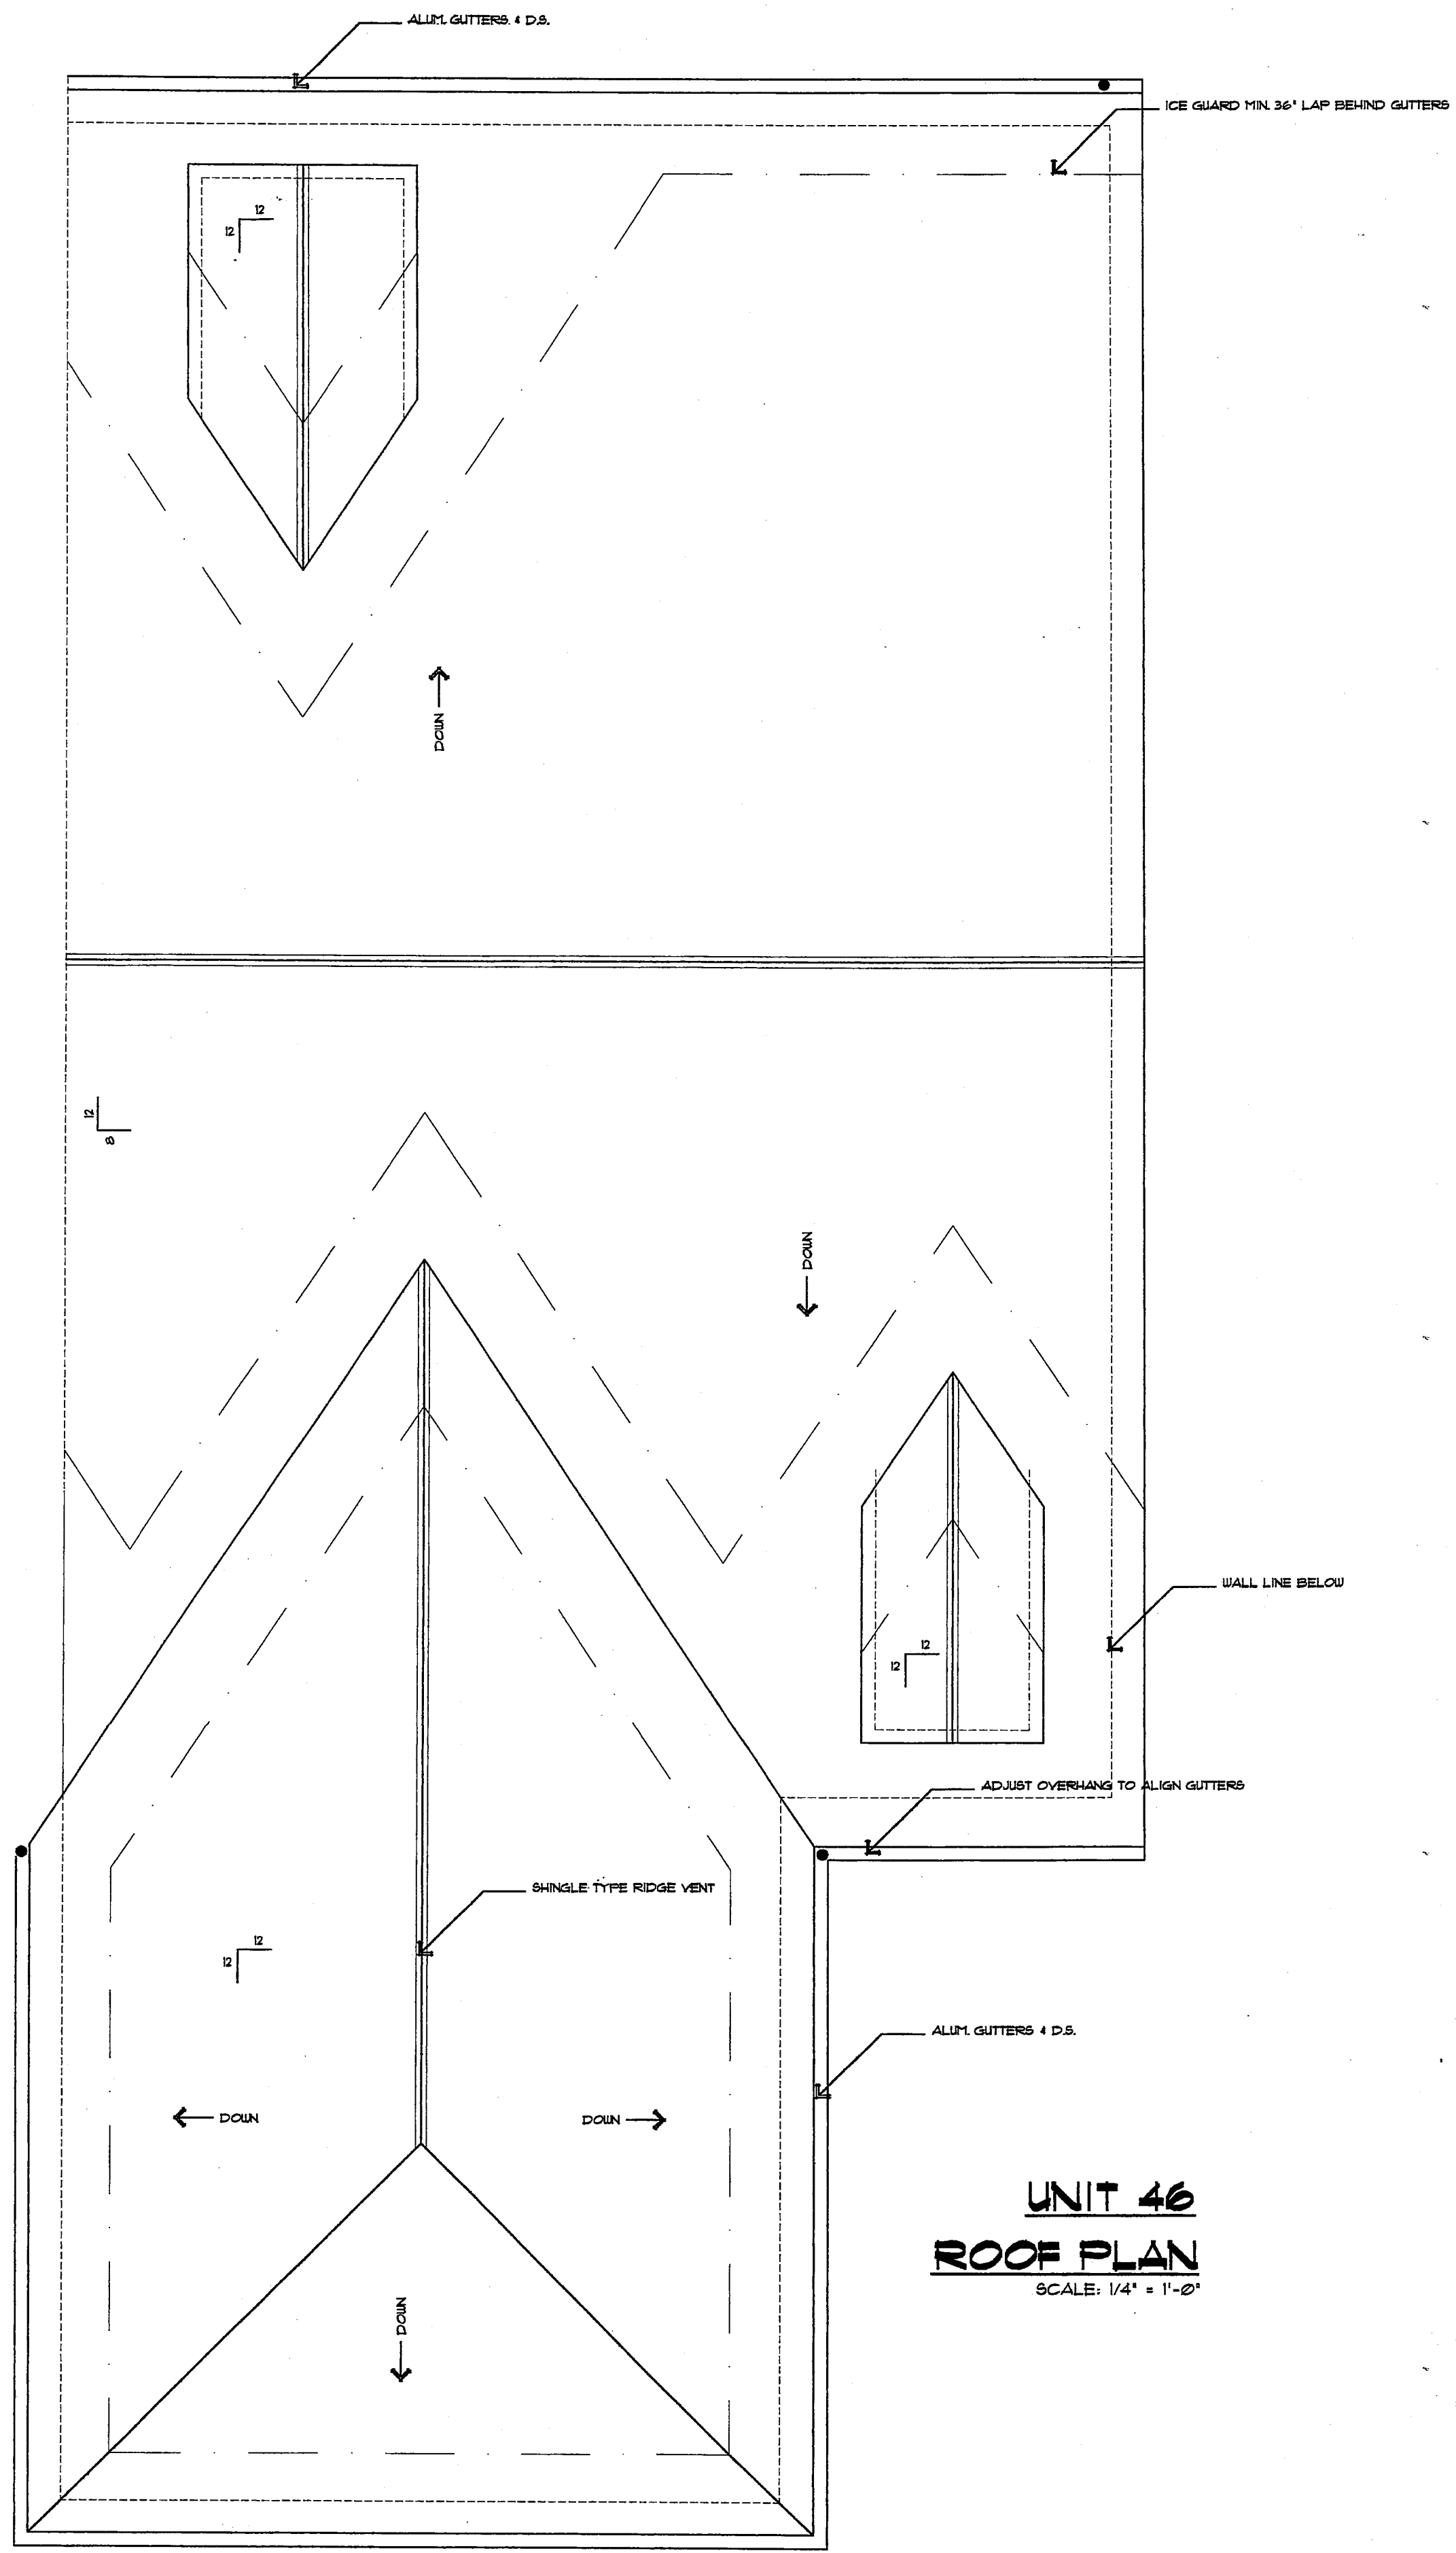 ALUM. GUTTERS & D.S.
ICE GUARD MIN. 36" LAP BEHIND GUTTERS
12
12
DOWN
12
8
DOWN
WALL LINE BELOW
12
12
ADJUST OVERHANG TO ALIGN GUTTERS
SHINGLE TYPE RIDGE VENT
12
12
ALUM. GUTTERS & D.S.
DOWN
DOWN
DOWN
UNIT 46
ROOF PLAN
SCALE: 1/4" = 1'-0"